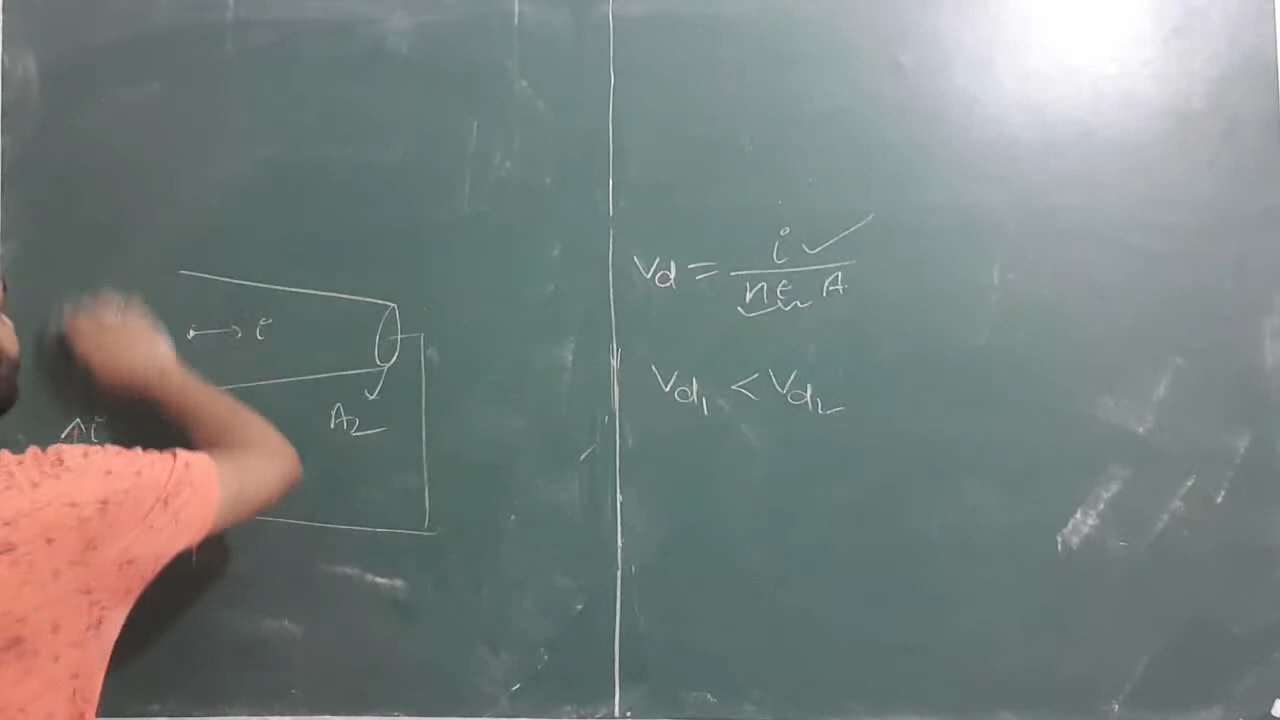 → i
A₂
↑i
Vd = i ✓ / ne A
Vd₁ < Vd₂